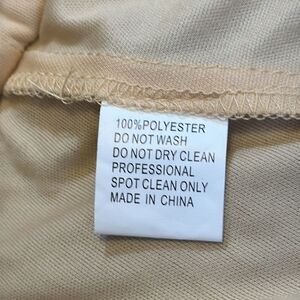 100%POLYESTER
DO NOT WASH
DO NOT DRY CLEAN
PROFESSIONAL
SPOT CLEAN ONLY
MADE IN CHINA